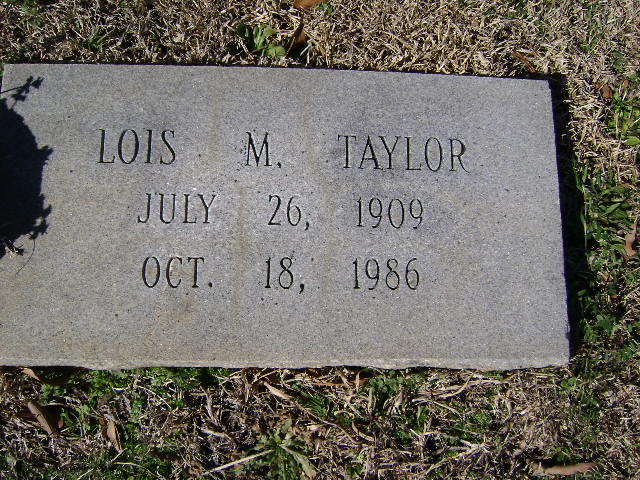 LOIS M. TAYLOR
JULY 26, 1909
OCT. 18, 1986